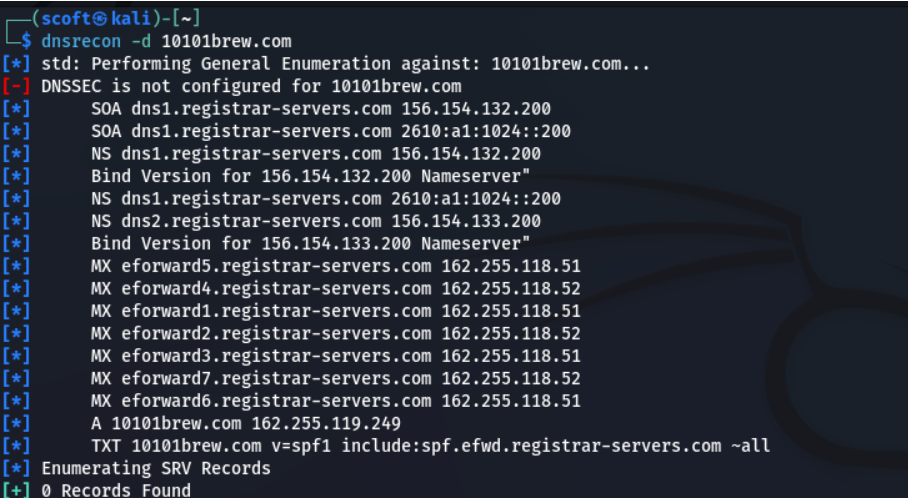 ┌──(scoft㉿kali)-[~]
└─$ dnsrecon -d 10101brew.com
[*] std: Performing General Enumeration against: 10101brew.com...
[-] DNSSEC is not configured for 10101brew.com
[*] SOA dns1.registrar-servers.com 156.154.132.200
[*] SOA dns1.registrar-servers.com 2610:a1:1024::200
[*] NS dns1.registrar-servers.com 156.154.132.200
[*] Bind Version for 156.154.132.200 Nameserver"
[*] NS dns1.registrar-servers.com 2610:a1:1024::200
[*] NS dns2.registrar-servers.com 156.154.133.200
[*] Bind Version for 156.154.133.200 Nameserver"
[*] MX eforward5.registrar-servers.com 162.255.118.51
[*] MX eforward4.registrar-servers.com 162.255.118.52
[*] MX eforward1.registrar-servers.com 162.255.118.51
[*] MX eforward2.registrar-servers.com 162.255.118.52
[*] MX eforward3.registrar-servers.com 162.255.118.51
[*] MX eforward7.registrar-servers.com 162.255.118.52
[*] MX eforward6.registrar-servers.com 162.255.118.51
[*] A 10101brew.com 162.255.119.249
[*] TXT 10101brew.com v=spf1 include:spf.efwd.registrar-servers.com ~all
[*] Enumerating SRV Records
[+] 0 Records Found